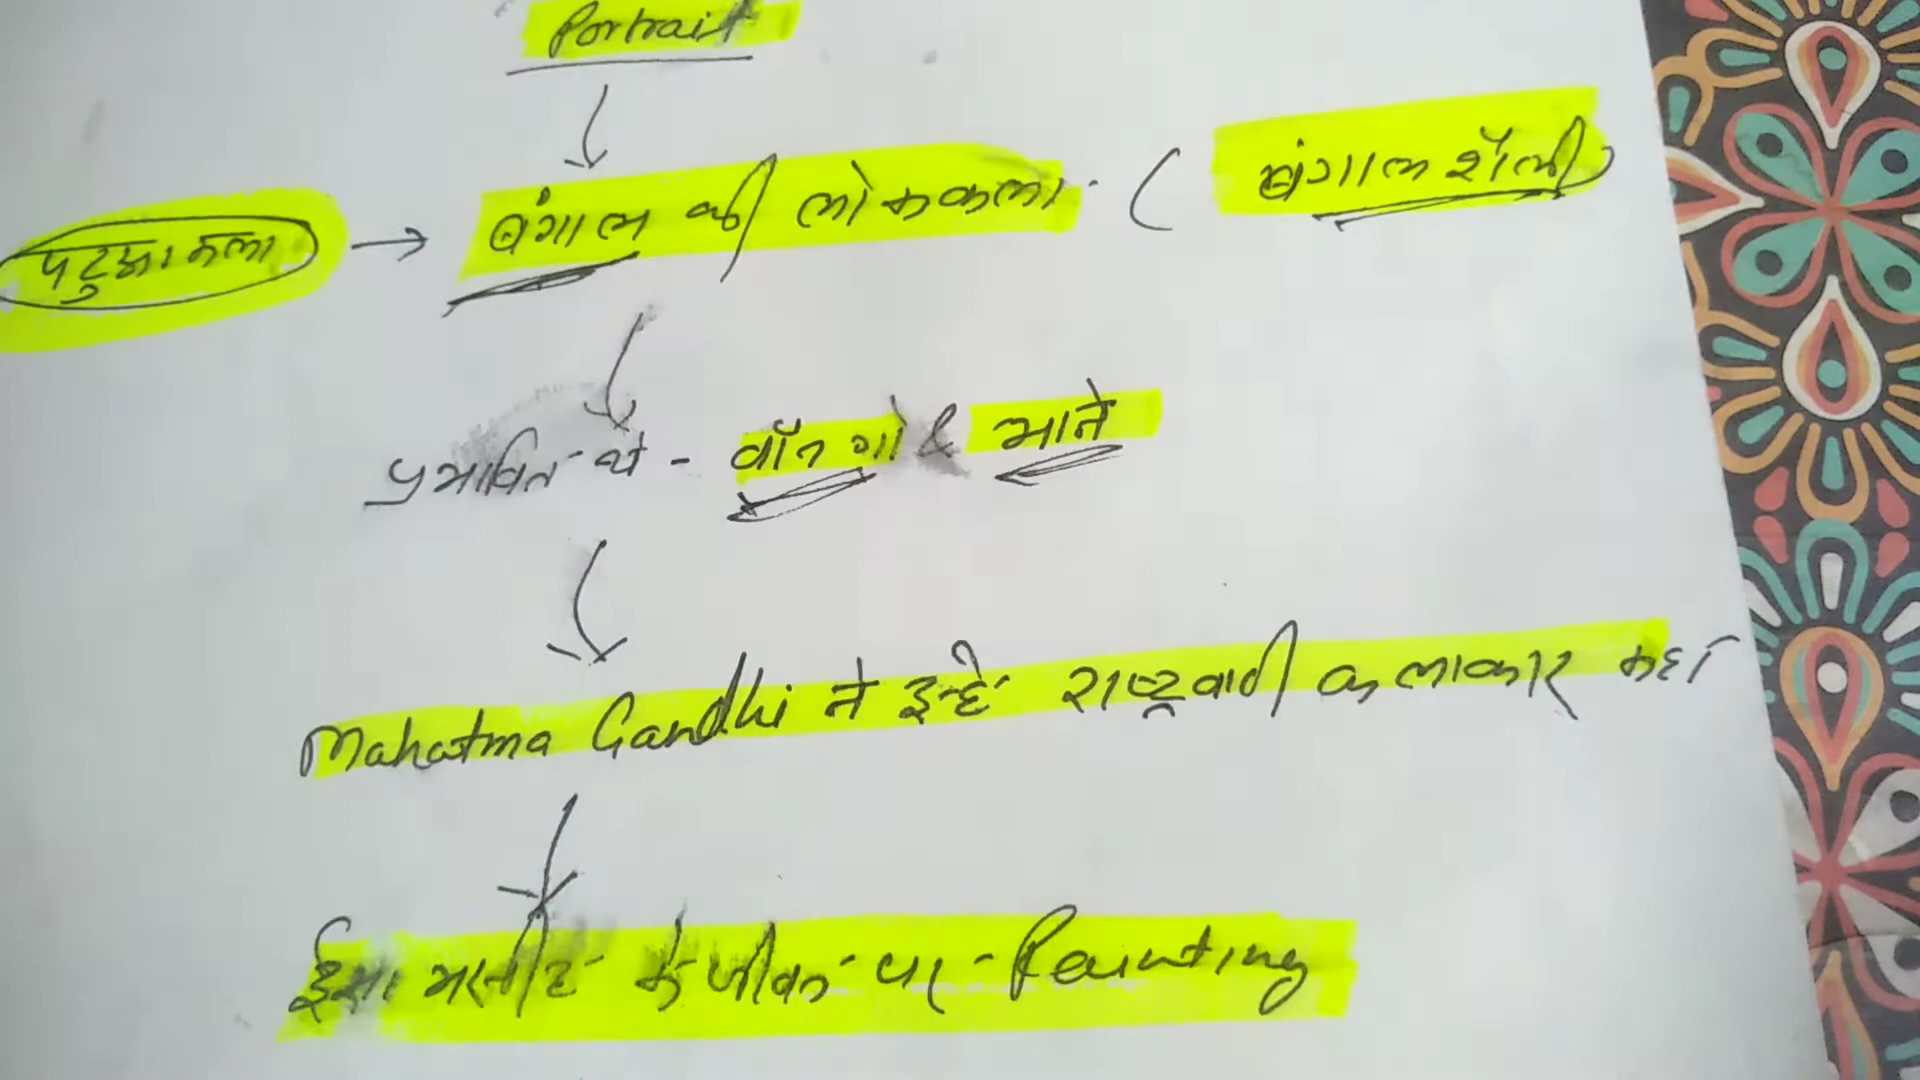 Portrait
पटुआ कला → बंगाल की लोककला. ( बंगाल शैली )
प्रभावित थे - वॉन गो & माने
Mahatma Gandhi ने इन्हें राष्ट्रवादी कलाकार कहा
ईसा मसीह के जीवन पर - Painting